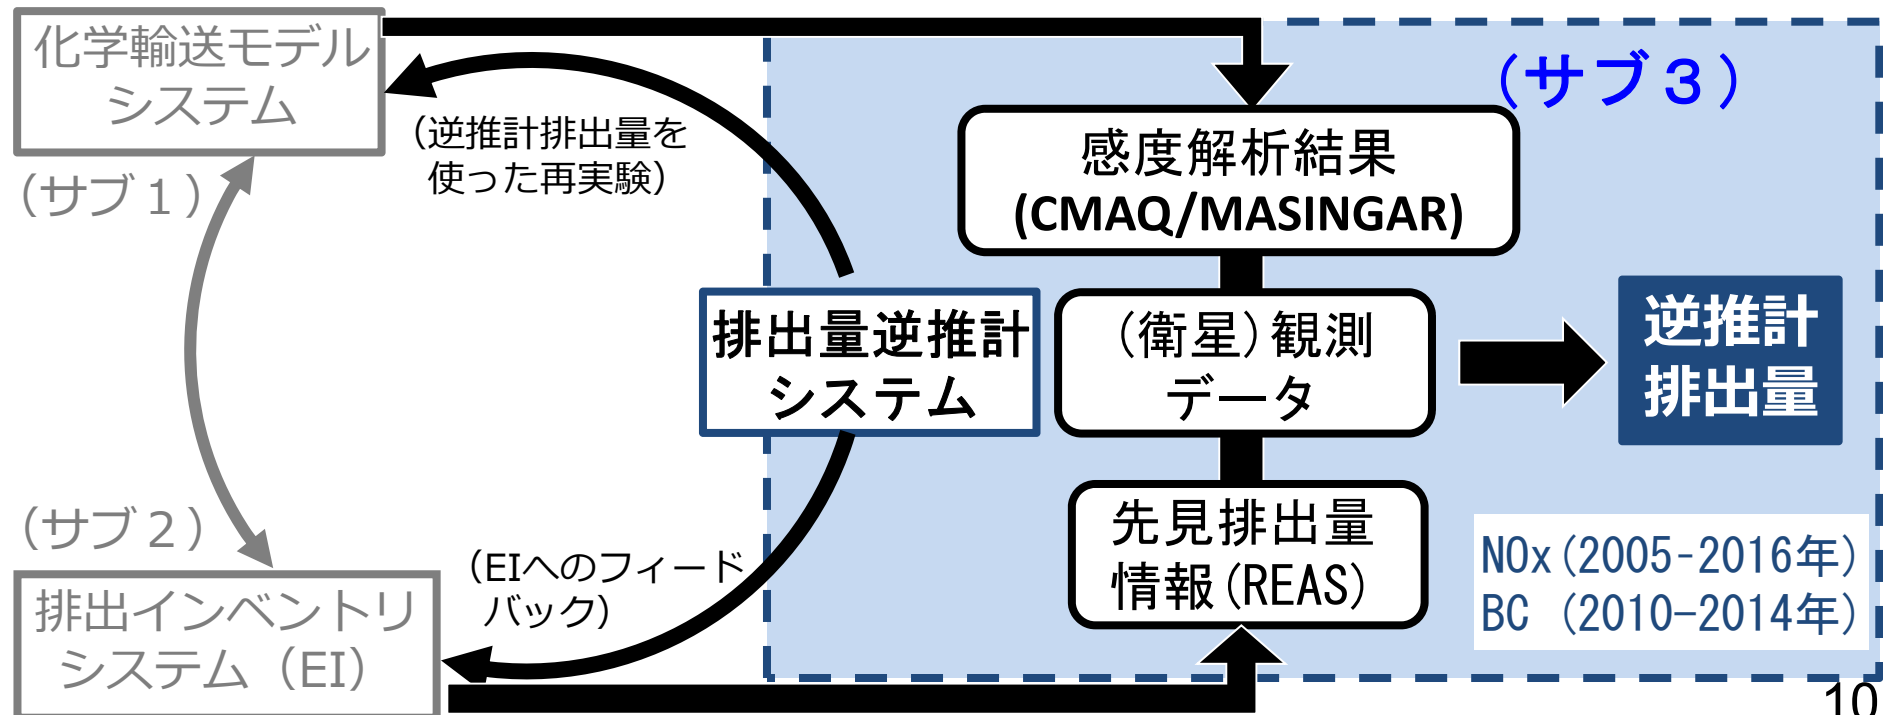 化学輸送モデル
システム
（サブ１）
（逆推計排出量を
使った再実験）
（サブ３）
感度解析結果
(CMAQ/MASINGAR)
排出量逆推計
システム
（衛星）観測
データ
逆推計
排出量
（サブ２）
（EIへのフィード
バック）
先見排出量
情報(REAS)
NOx(2005-2016年)
BC (2010−2014年)
排出インベントリ
システム（EI）
10